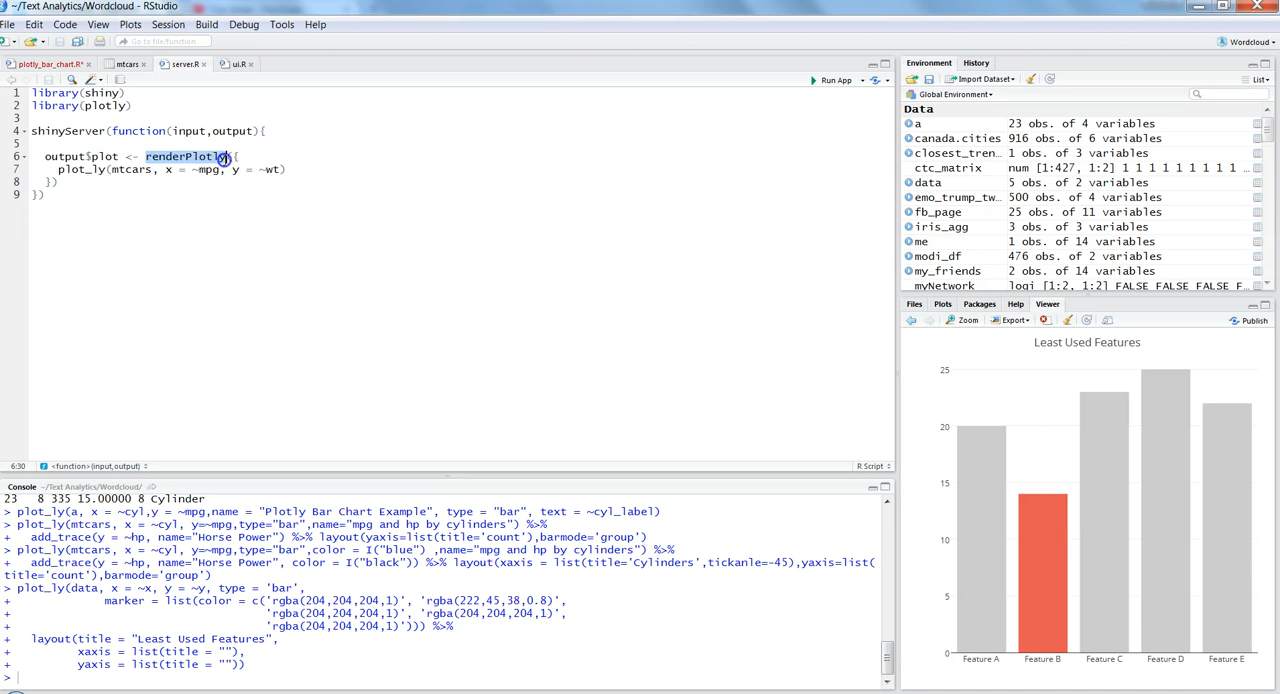 ~/Text Analytics/Wordcloud - RStudio
File Edit Code View Plots Session Build Debug Tools Help
Go to file/function
Wordcloud
plotly_bar_chart.R* mtcars server.R ui.R
Run App
1 library(shiny)
2 library(plotly)
3
4 shinyServer(function(input,output){
5
6 output$plot <- renderPlotly({
7 plot_ly(mtcars, x = ~mpg, y = ~wt)
8 })
9 })
6:30 <function>(input,output) R Script
Console ~/Text Analytics/Wordcloud/
23 8 335 15.00000 8 Cylinder
> plot_ly(a, x = ~cyl,y = ~mpg,name = "Plotly Bar Chart Example", type = "bar", text = ~cyl_label)
> plot_ly(mtcars, x = ~cyl, y=~mpg,type="bar",name="mpg and hp by cylinders") %>%
+ add_trace(y = ~hp, name="Horse Power") %>% layout(yaxis=list(title='count'),barmode='group')
> plot_ly(mtcars, x = ~cyl, y=~mpg,type="bar",color = I("blue") ,name="mpg and hp by cylinders") %>%
+ add_trace(y = ~hp, name="Horse Power", color = I("black")) %>% layout(xaxis = list(title='Cylinders',tickanle=-45),yaxis=list(
title='count'),barmode='group')
> plot_ly(data, x = ~x, y = ~y, type = 'bar',
+ marker = list(color = c('rgba(204,204,204,1)', 'rgba(222,45,38,0.8)',
+ 'rgba(204,204,204,1)', 'rgba(204,204,204,1)',
+ 'rgba(204,204,204,1)'))) %>%
+ layout(title = "Least Used Features",
+ xaxis = list(title = ""),
+ yaxis = list(title = ""))
>
Environment History
Import Dataset List
Global Environment
Data
a 23 obs. of 4 variables
canada.cities 916 obs. of 6 variables
closest_tren… 1 obs. of 3 variables
ctc_matrix num [1:427, 1:2] 1 1 1 1 1 1 1 1 1 …
data 5 obs. of 2 variables
emo_trump_tw… 500 obs. of 4 variables
fb_page 25 obs. of 11 variables
iris_agg 3 obs. of 3 variables
me 1 obs. of 14 variables
modi_df 476 obs. of 2 variables
my_friends 2 obs. of 14 variables
myNetwork logi [1:2, 1:2] FALSE FALSE FALSE F…
Files Plots Packages Help Viewer
Zoom Export Publish
Least Used Features
25
20
15
10
5
0
Feature A Feature B Feature C Feature D Feature E